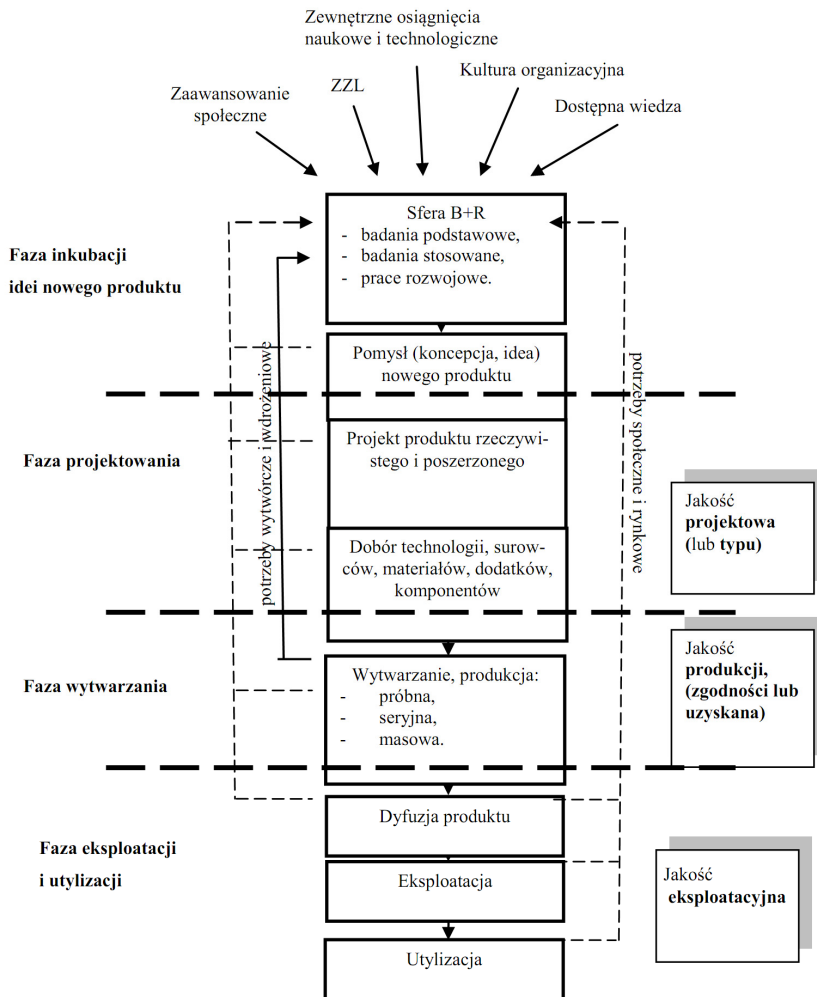 Zewnętrzne osiągnięcia
naukowe i technologiczne
Kultura organizacyjna
ZZL
Zaawansowanie
społeczne
Dostępna wiedza
Sfera B+R
- badania podstawowe,
- badania stosowane,
- prace rozwojowe.
Faza inkubacji
idei nowego produktu
Pomysł (koncepcja, idea)
nowego produktu
potrzeby wytwórcze i wdrożeniowe
potrzeby społeczne i rynkowe
Faza projektowania
Projekt produktu rzeczywi-
stego i poszerzonego
Jakość
projektowa
(lub typu)
Dobór technologii, surow-
ców, materiałów, dodatków,
komponentów
Faza wytwarzania
Wytwarzanie, produkcja:
- próbna,
- seryjna,
- masowa.
Jakość
produkcji,
(zgodności lub
uzyskana)
Dyfuzja produktu
Faza eksploatacji
i utylizacji
Eksploatacja
Jakość
eksploatacyjna
Utylizacja